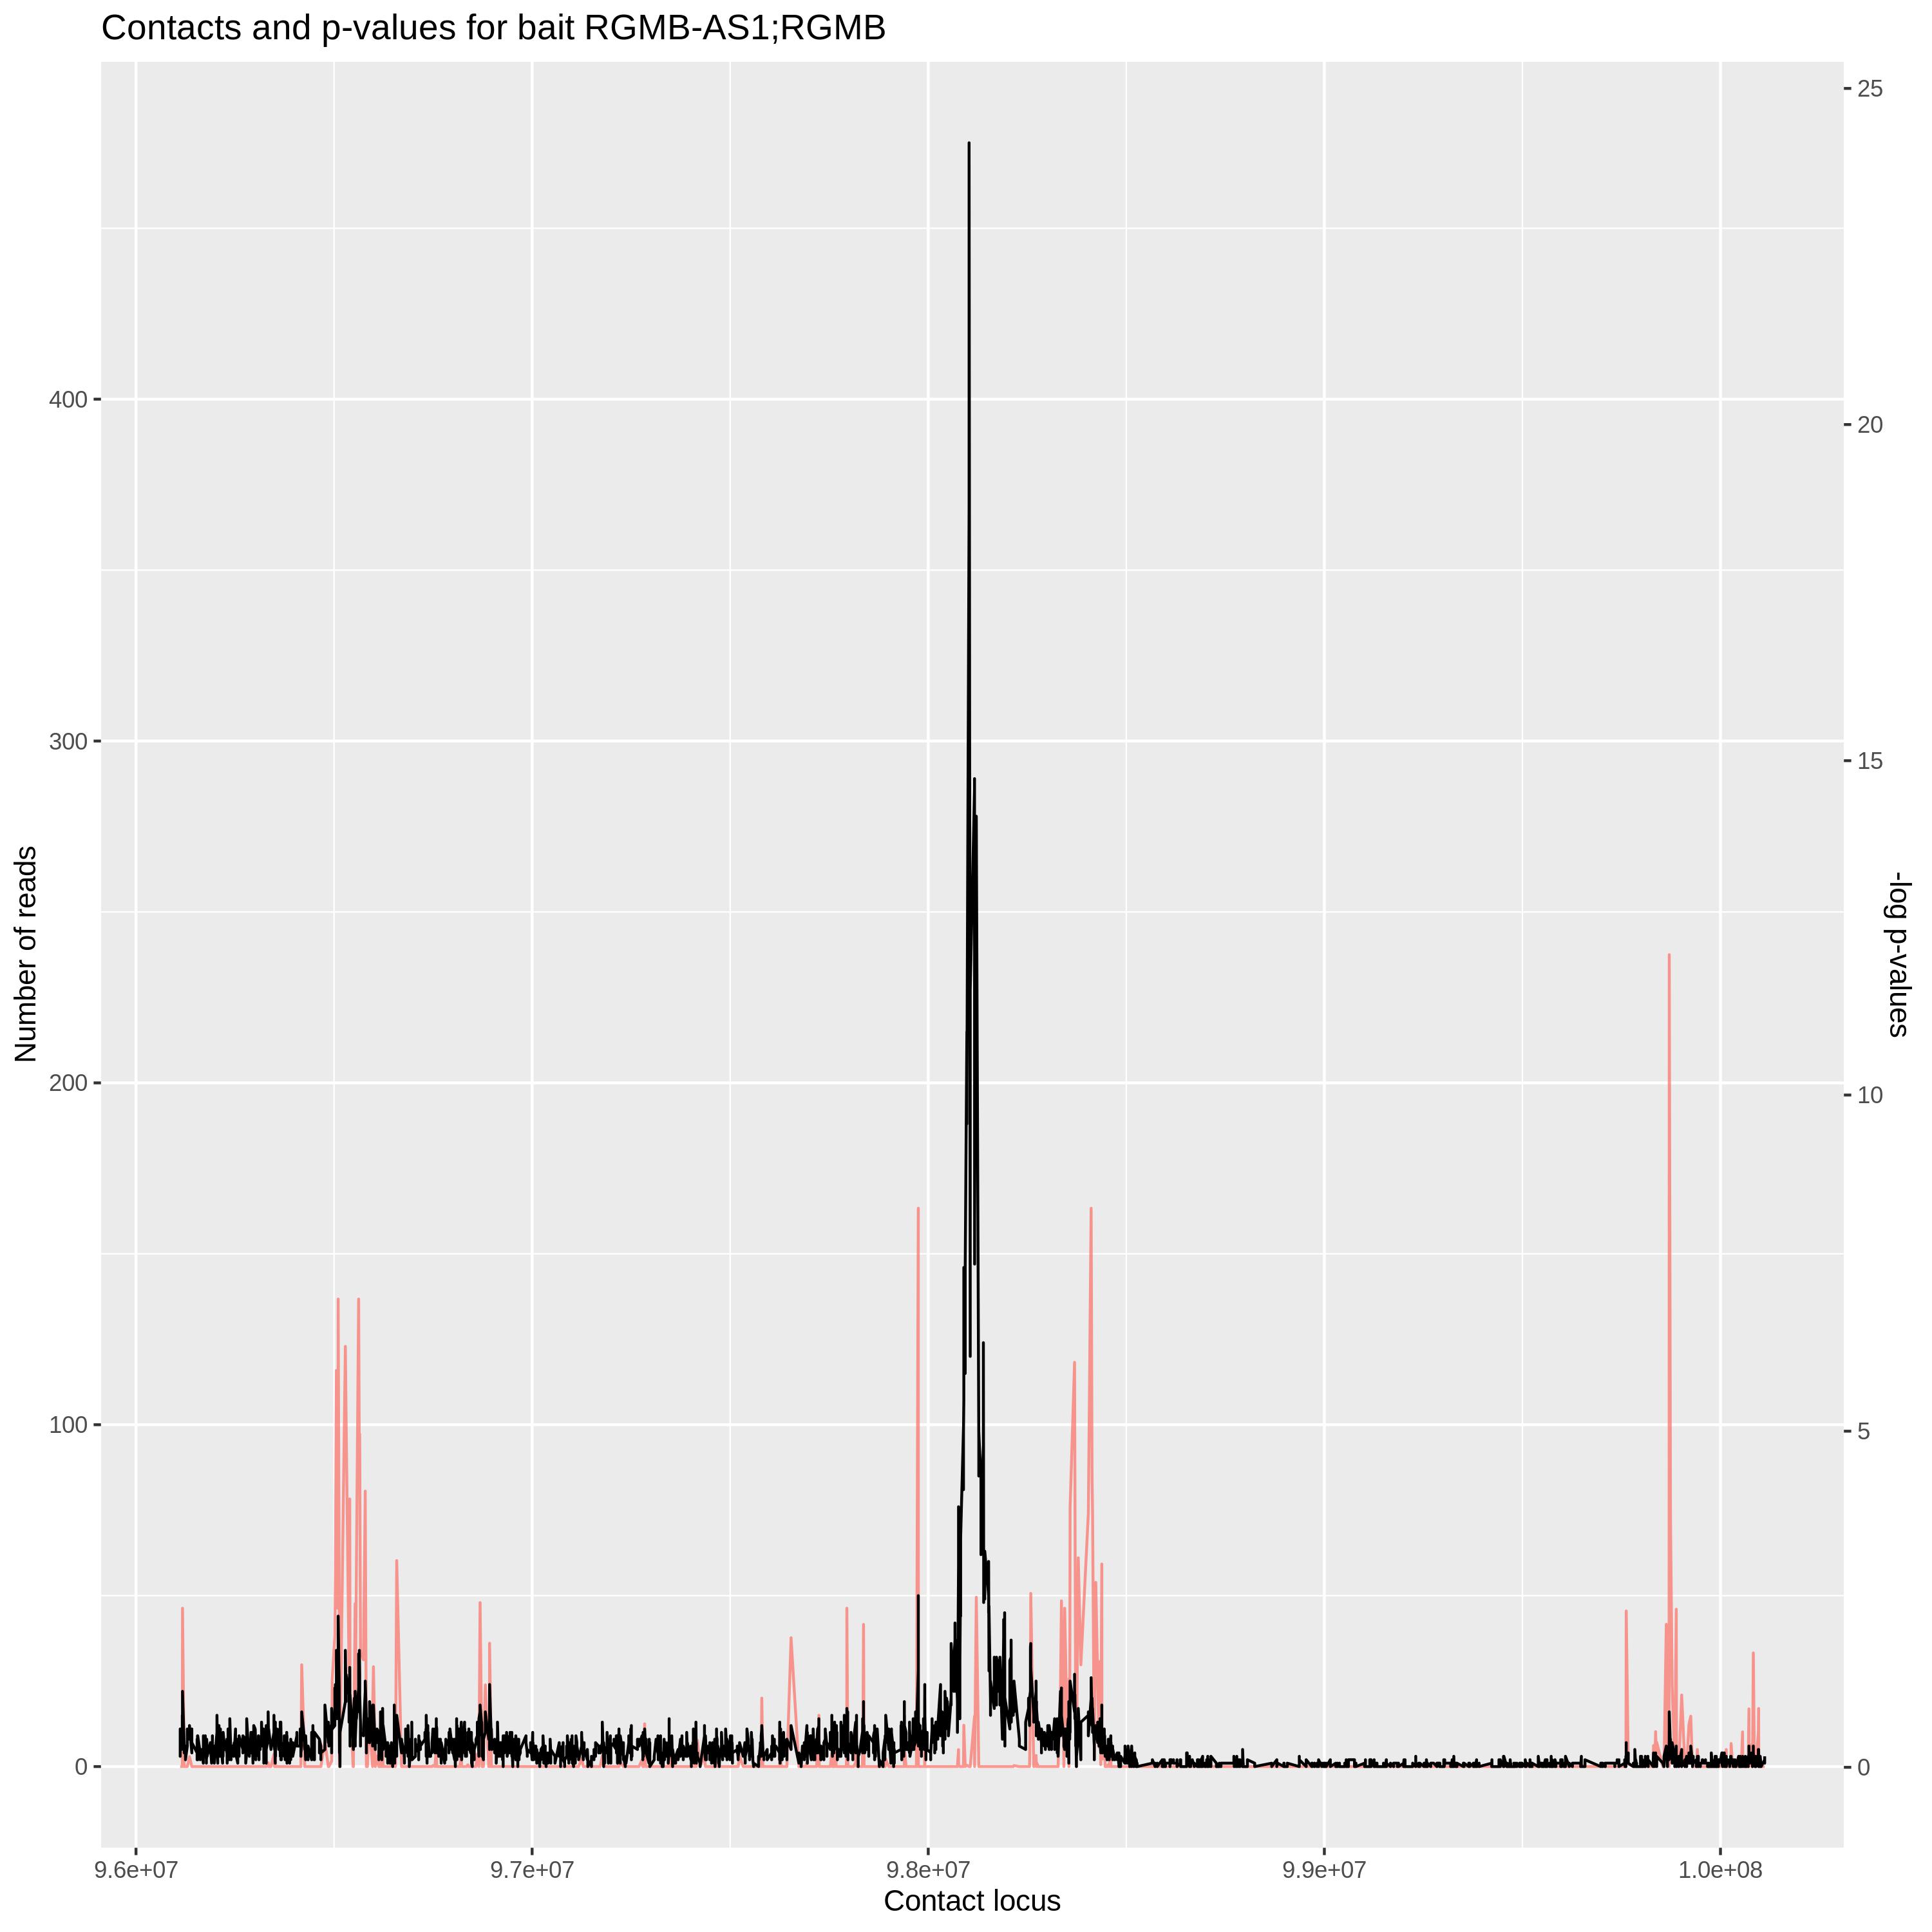 Contacts and p-values for bait RGMB-AS1;RGMB
Number of reads
400
300
200
100
0
25
20
15
10
5
0
-log p-values
9.6e+07
9.7e+07
9.8e+07
9.9e+07
1.0e+08
Contact locus